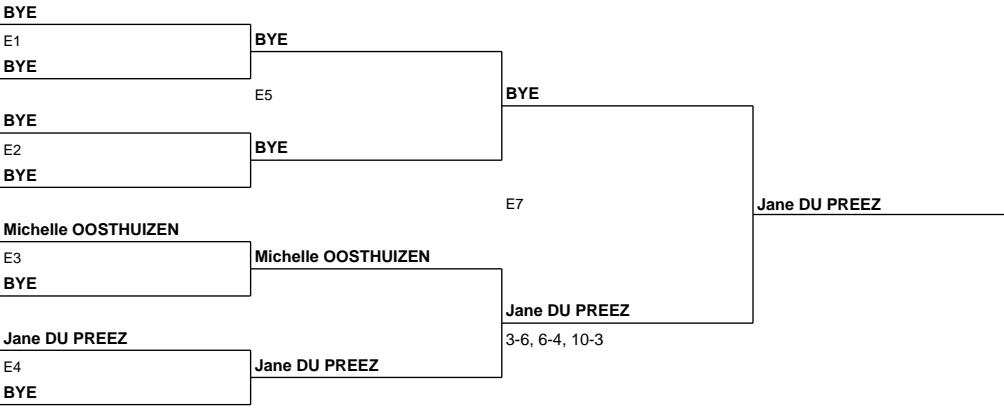 BYE
E1
BYE
BYE
E5
BYE
BYE
E2
BYE
BYE
E7
Jane DU PREEZ
Michelle OOSTHUIZEN
E3
Michelle OOSTHUIZEN
BYE
Jane DU PREEZ
Jane DU PREEZ
3-6, 6-4, 10-3
E4
Jane DU PREEZ
BYE